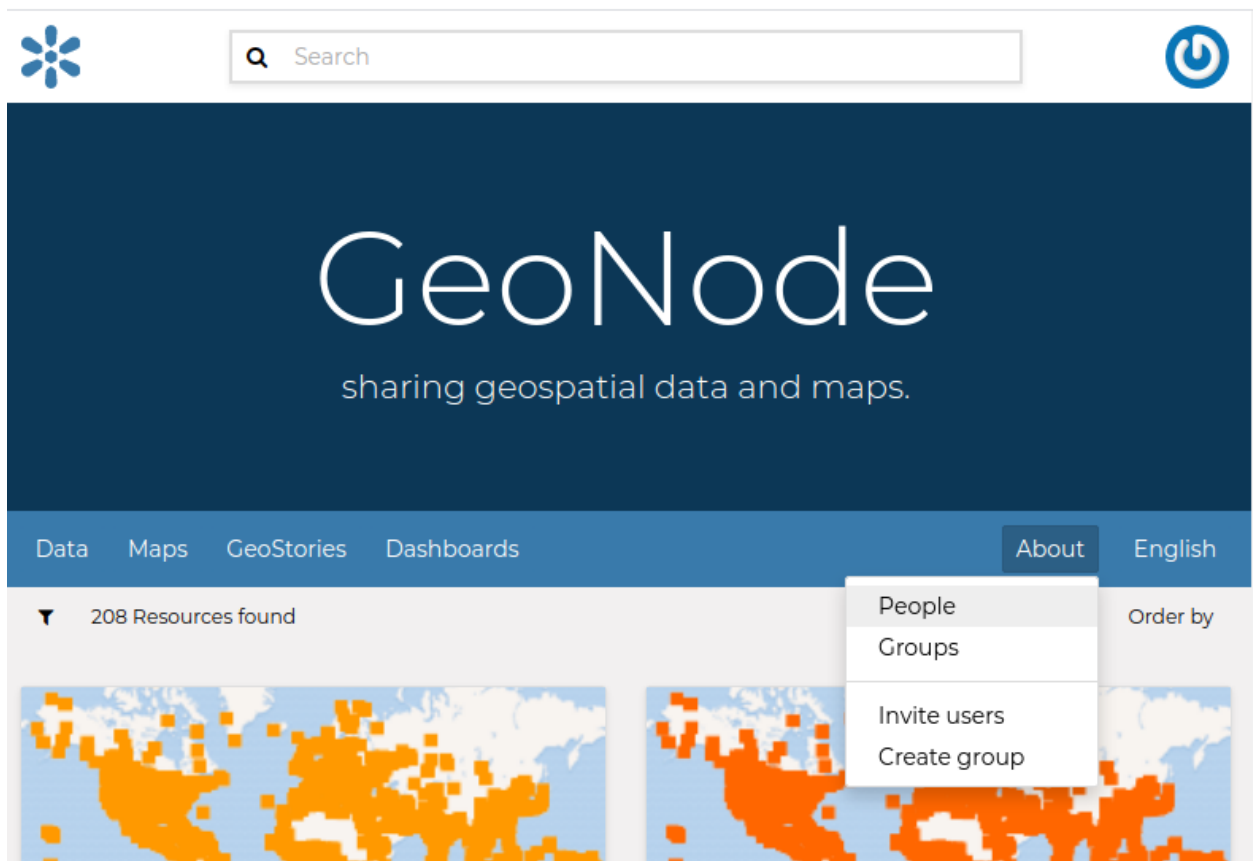 Search
GeoNode
sharing geospatial data and maps.
Data Maps GeoStories Dashboards About English
208 Resources found Order by
People
Groups
Invite users
Create group